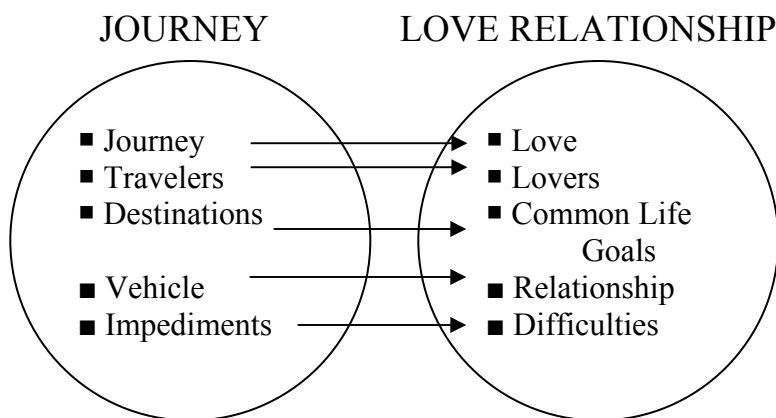 JOURNEY
LOVE RELATIONSHIP
▪ Journey
▪ Travelers
▪ Destinations
▪ Vehicle
▪ Impediments
▪ Love
▪ Lovers
▪ Common Life
Goals
▪ Relationship
▪ Difficulties